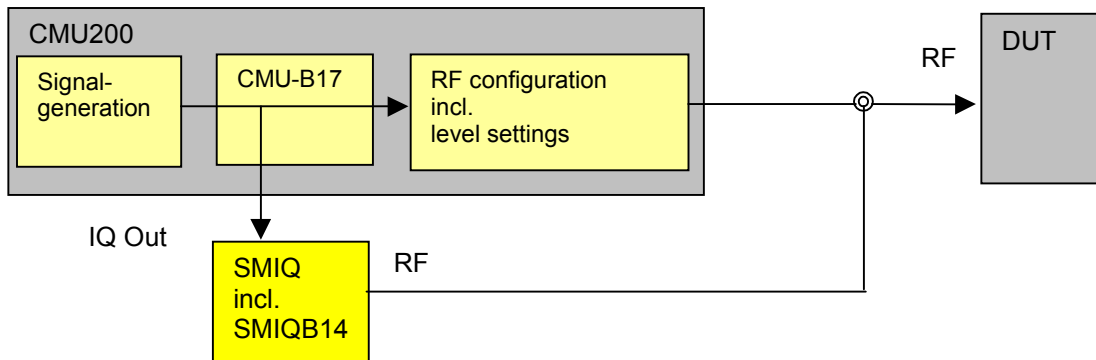 CMU200
Signal-
generation
CMU-B17
RF configuration
incl.
level settings
RF
DUT
IQ Out
SMIQ
incl.
SMIQB14
RF